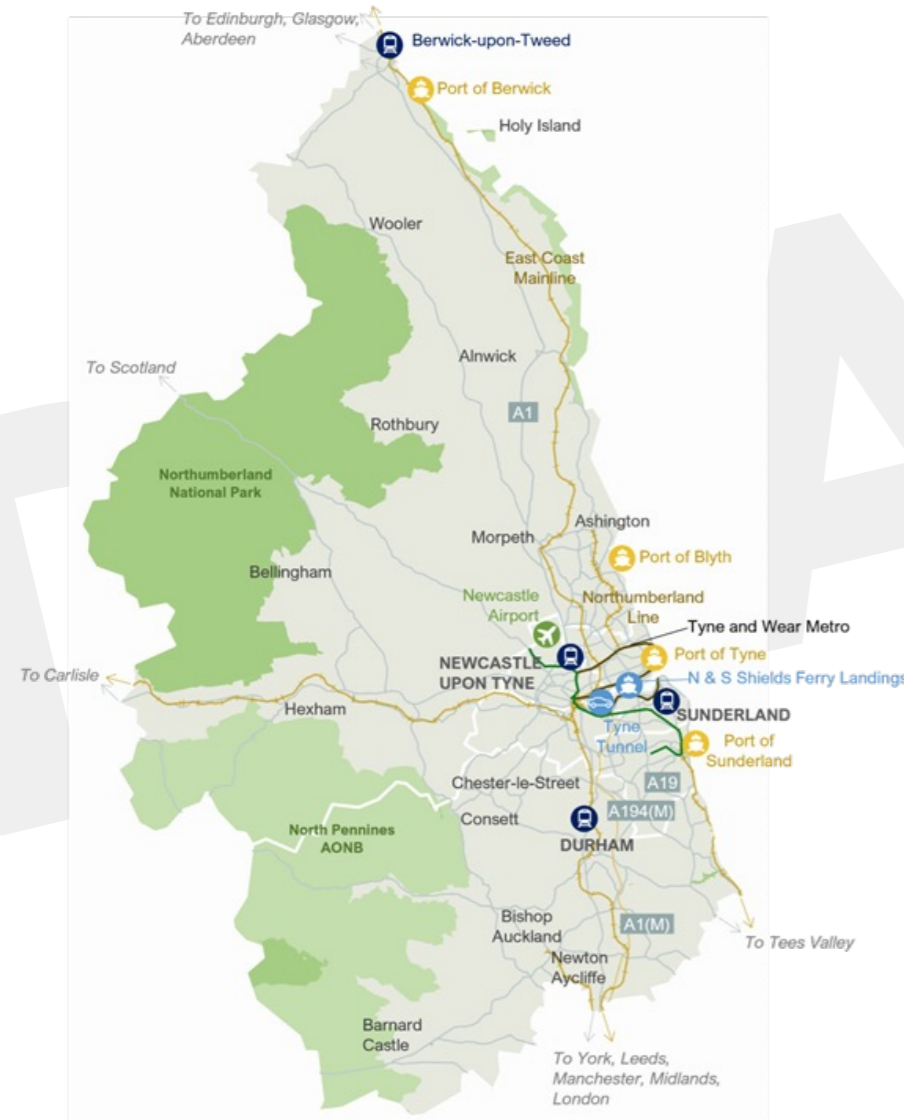 To Edinburgh, Glasgow,
Aberdeen
Berwick-upon-Tweed
Port of Berwick
Holy Island
Wooler
East Coast
Mainline
Alnwick
To Scotland
A1
Rothbury
Northumberland
National Park
Ashington
Morpeth
Port of Blyth
Bellingham
Newcastle
Airport
Northumberland
Line
Tyne and Wear Metro
Port of Tyne
NEWCASTLE
UPON TYNE
To Carlisle
N & S Shields Ferry Landings
Hexham
SUNDERLAND
Tyne
Tunnel
Port of
Sunderland
Chester-le-Street
A19
A194(M)
Consett
North Pennines
AONB
DURHAM
Bishop
Auckland
A1(M)
To Tees Valley
Newton
Aycliffe
Barnard
Castle
To York, Leeds,
Manchester, Midlands,
London